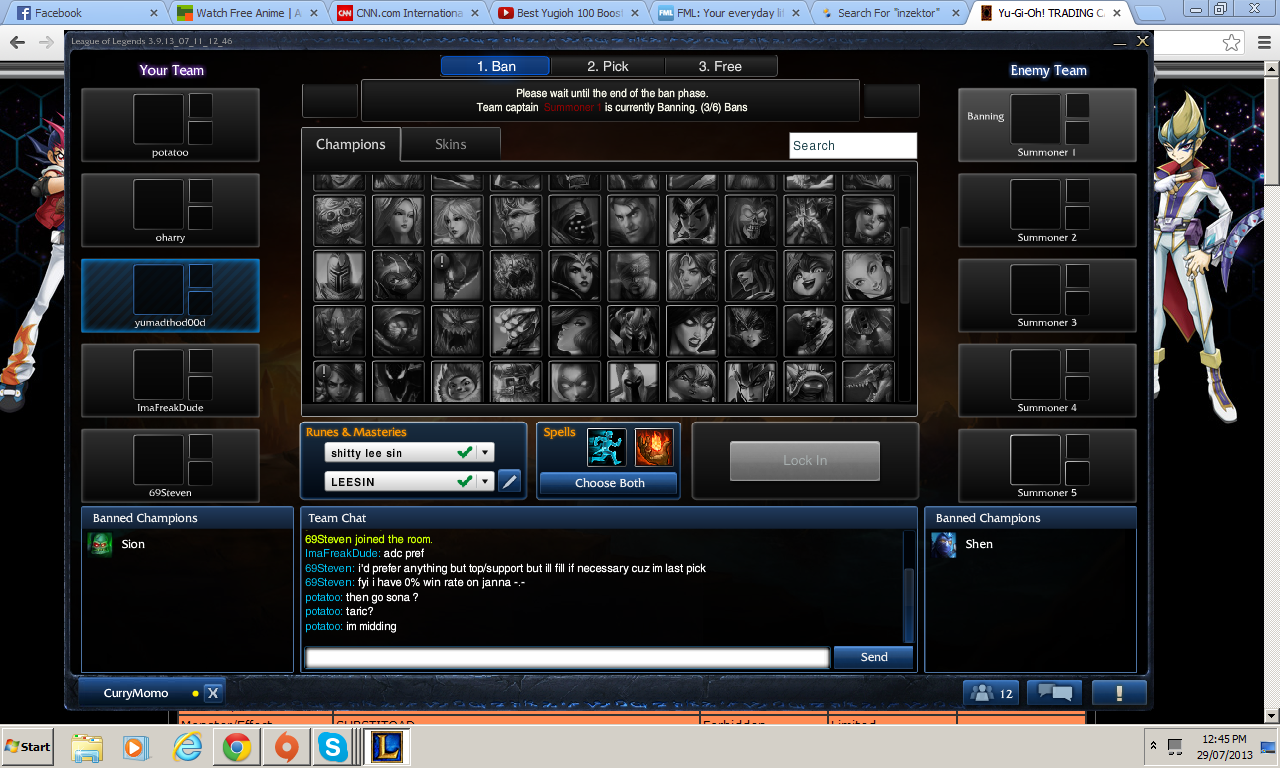 Facebook
Watch Free Anime | A
CNN.com Internationa
Best Yugioh 100 Boost
FML: Your everyday li
Search For "inzektor"
Yu-Gi-Oh! TRADING CA
League of Legends 3.9.13_07_11_12_46
Your Team
1. Ban
2. Pick
3. Free
Enemy Team
Please wait until the end of the ban phase.
Team captain Summoner 1 is currently Banning. (3/6) Bans
Banning
potatoo
Summoner 1
Champions
Skins
Search
oharry
Summoner 2
yumadthod00d
Summoner 3
ImaFreakDude
Summoner 4
69Steven
Summoner 5
Runes & Masteries
shitty lee sin
LEESIN
Spells
Choose Both
Lock In
Banned Champions
Sion
Team Chat
69Steven joined the room.
ImaFreakDude: adc pref
69Steven: i'd prefer anything but top/support but ill fill if necessary cuz im last pick
69Steven: fyi i have 0% win rate on janna -.-
potatoo: then go sona ?
potatoo: taric?
potatoo: im midding
Send
Banned Champions
Shen
CurryMomo
X
12
Monster/Effect
SUBSTITOAD
Forbidden
Limited
Start
12:45 PM
29/07/2013